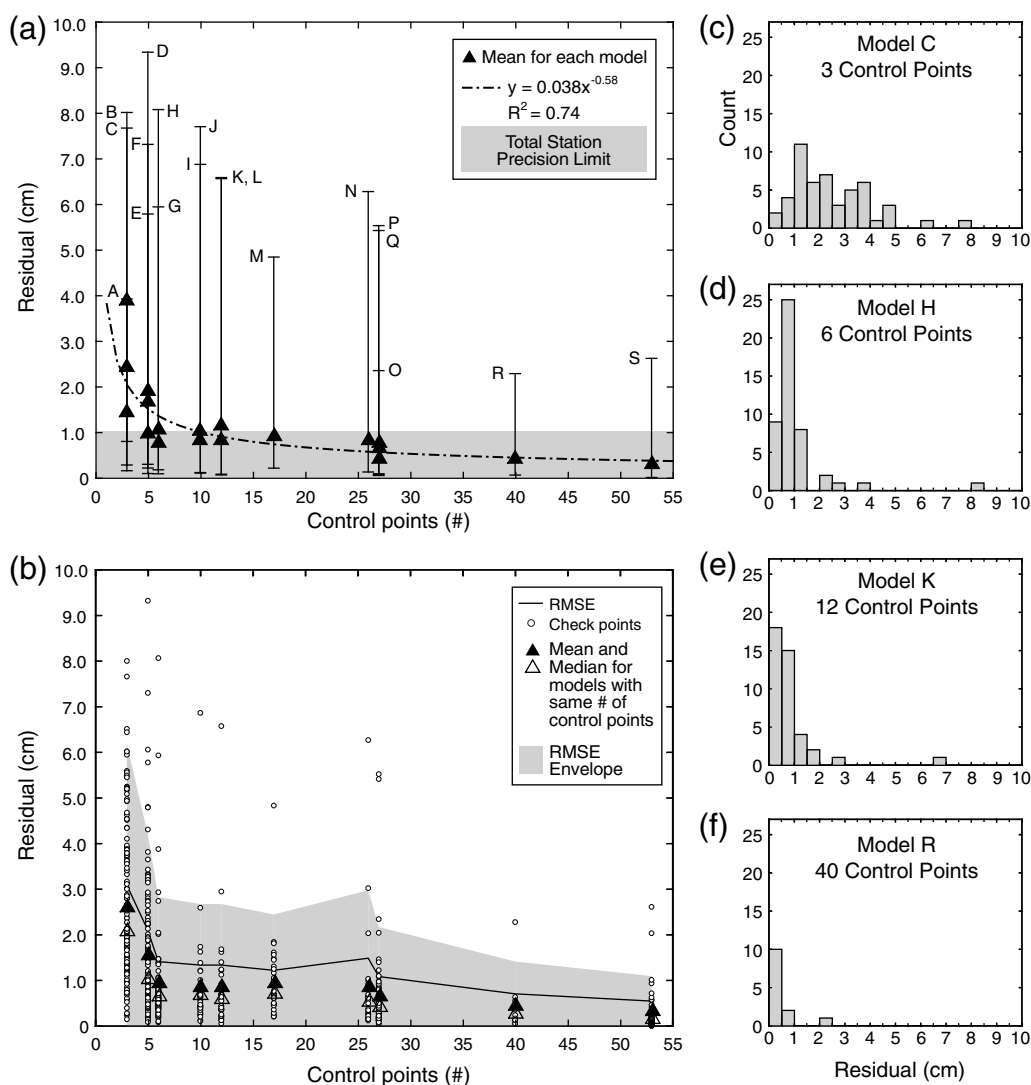 (a)
10.0
9.0
8.0
7.0
6.0
5.0
4.0
3.0
2.0
1.0
0
Residual (cm)
A
B
C
D
F
E
H
G
J
I
K, L
M
N
P
Q
O
R
S
Mean for each model
y = 0.038x^-0.58
R^2 = 0.74
Total Station
Precision Limit
0 5 10 15 20 25 30 35 40 45 50 55
Control points (#)
(b)
10.0
9.0
8.0
7.0
6.0
5.0
4.0
3.0
2.0
1.0
0
Residual (cm)
RMSE
Check points
Mean and
Median for
models with
same # of
control points
RMSE
Envelope
0 5 10 15 20 25 30 35 40 45 50 55
Control points (#)
(c)
25
20
15
10
5
0
Count
Model C
3 Control Points
0 1 2 3 4 5 6 7 8 9 10
(d)
25
20
15
10
5
0
Model H
6 Control Points
0 1 2 3 4 5 6 7 8 9 10
(e)
25
20
15
10
5
0
Model K
12 Control Points
0 1 2 3 4 5 6 7 8 9 10
(f)
25
20
15
10
5
0
Model R
40 Control Points
0 1 2 3 4 5 6 7 8 9 10
Residual (cm)